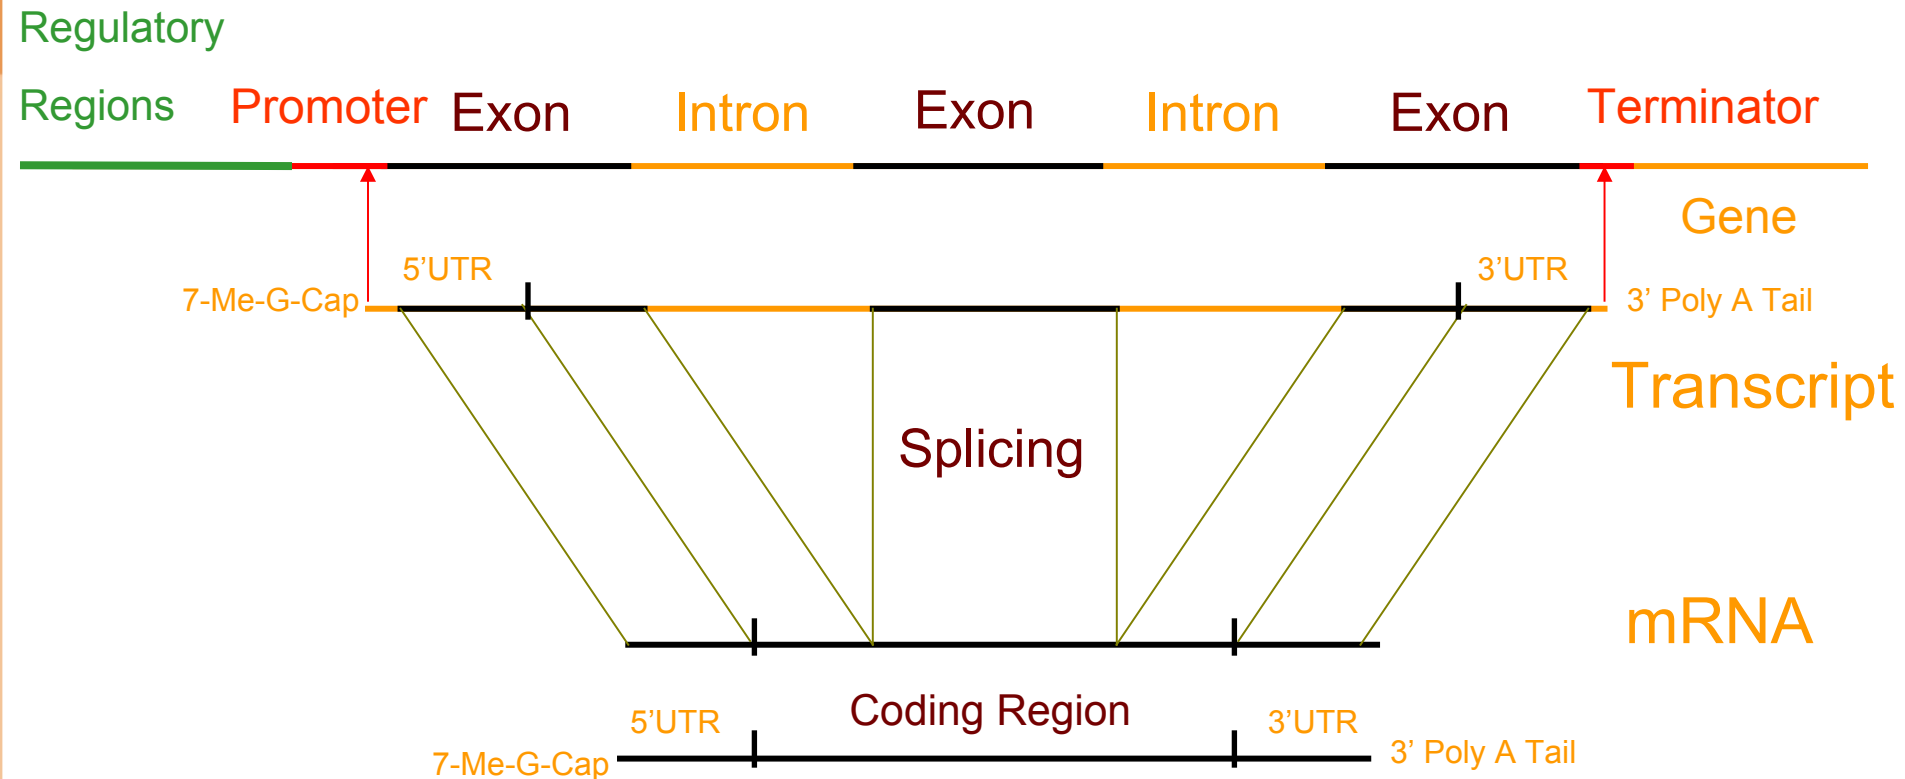 Regulatory
Regions Promoter Exon Intron Exon Intron Exon Terminator
Gene
5’UTR 3’UTR
7-Me-G-Cap 3’ Poly A Tail
Transcript
Splicing
mRNA
5’UTR Coding Region 3’UTR
7-Me-G-Cap 3’ Poly A Tail